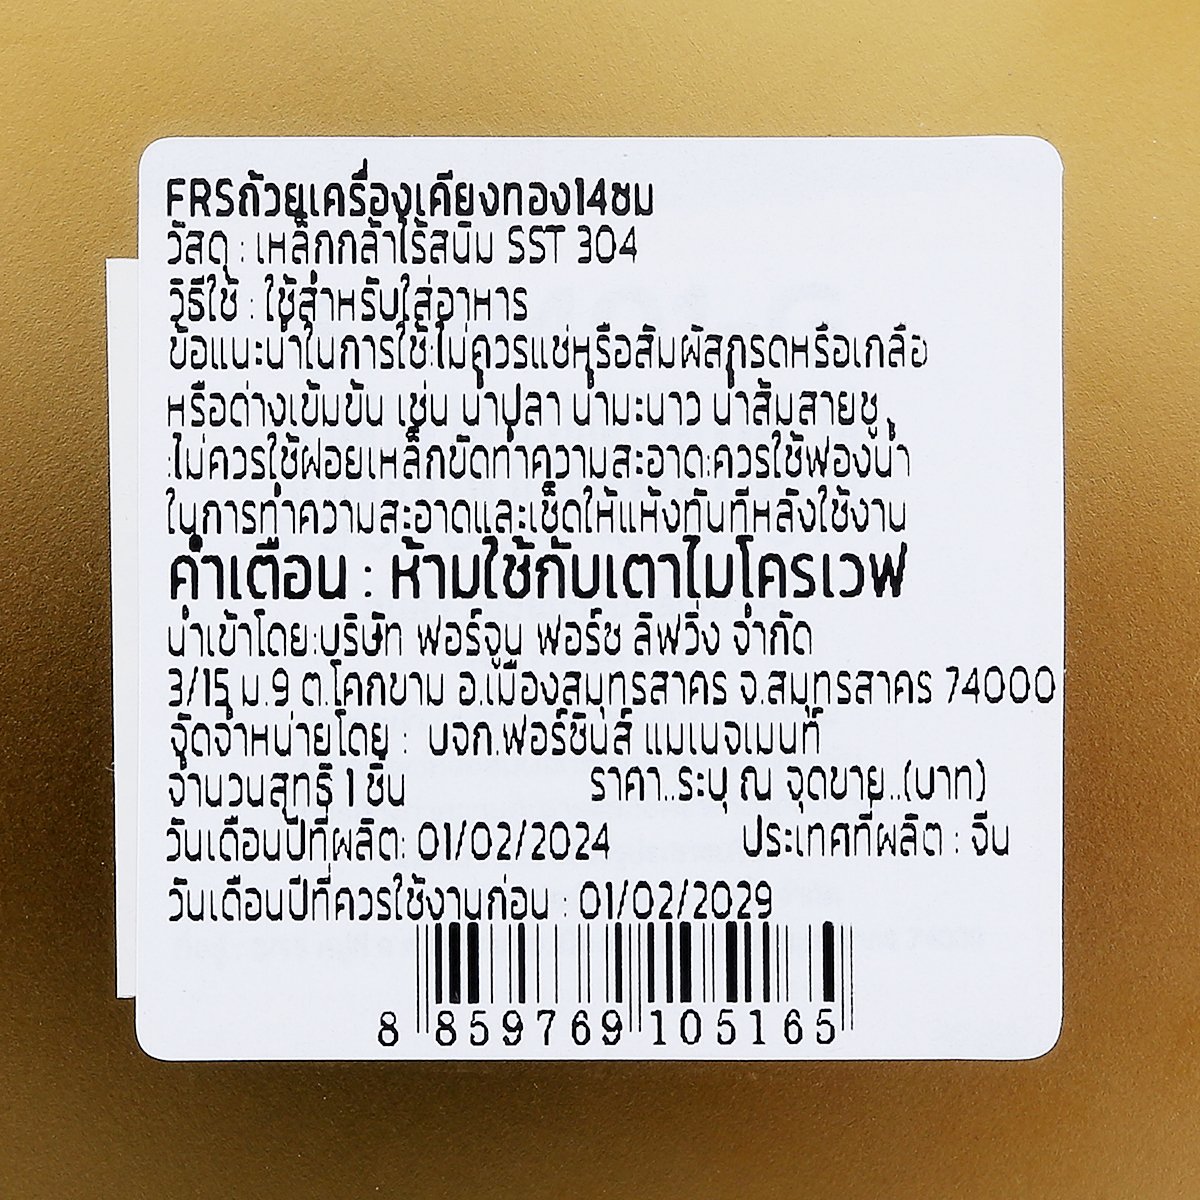 FRSถ้วยเครื่องเคียงทอง14ซม
วัสดุ : เหล็กกล้าไร้สนิม SST 304
วิธีใช้ : ใช้สำหรับใส่อาหาร
ข้อแนะนำในการใช้:ไม่ควรแช่หรือสัมผัสกรดหรือเกลือ
หรือด่างเข้มข้น เช่น น้ำปลา น้ำมะนาว น้ำส้มสายชู
:ไม่ควรใช้ฝอยเหล็กขัดทำความสะอาด:ควรใช้ฟองน้ำ
ในการทำความสะอาดและเช็ดให้แห้งทันทีหลังใช้งาน
คำเตือน : ห้ามใช้กับเตาไมโครเวฟ
นำเข้าโดย:บริษัท ฟอร์จูน ฟอร์ซ ลิฟวิ่ง จำกัด
3/15 ม.9 ต.โคกขาม อ.เมืองสมุทรสาคร จ.สมุทรสาคร 74000
จัดจำหน่ายโดย : บจก.ฟอร์ซินส์ แมเนจเมนท์
จำนวนสุทธิ 1 ชิ้น ราคา..ระบุ ณ จุดขาย..(บาท)
วันเดือนปีที่ผลิต: 01/02/2024 ประเทศที่ผลิต : จีน
วันเดือนปีที่ควรใช้งานก่อน : 01/02/2029
8 859769 105165